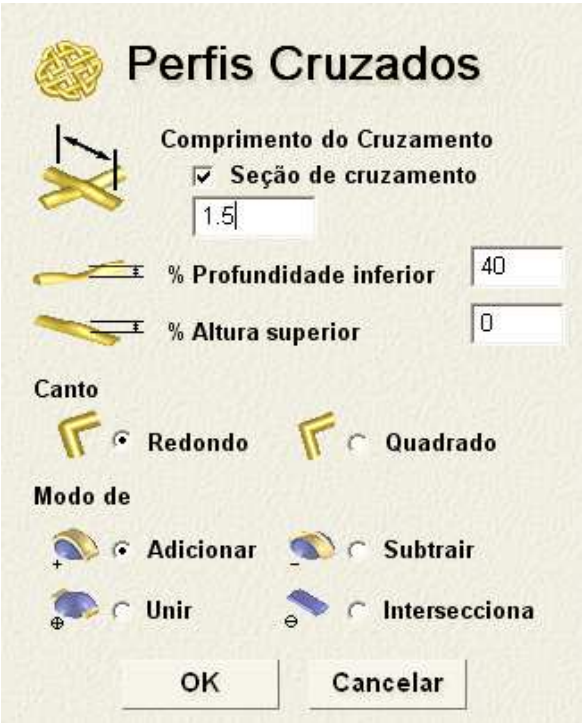 Perfis Cruzados
Comprimento do Cruzamento
Seção de cruzamento
1.5
% Profundidade inferior 40
% Altura superior 0
Canto
Redondo Quadrado
Modo de
Adicionar Subtrair
Unir Intersecciona
OK Cancelar